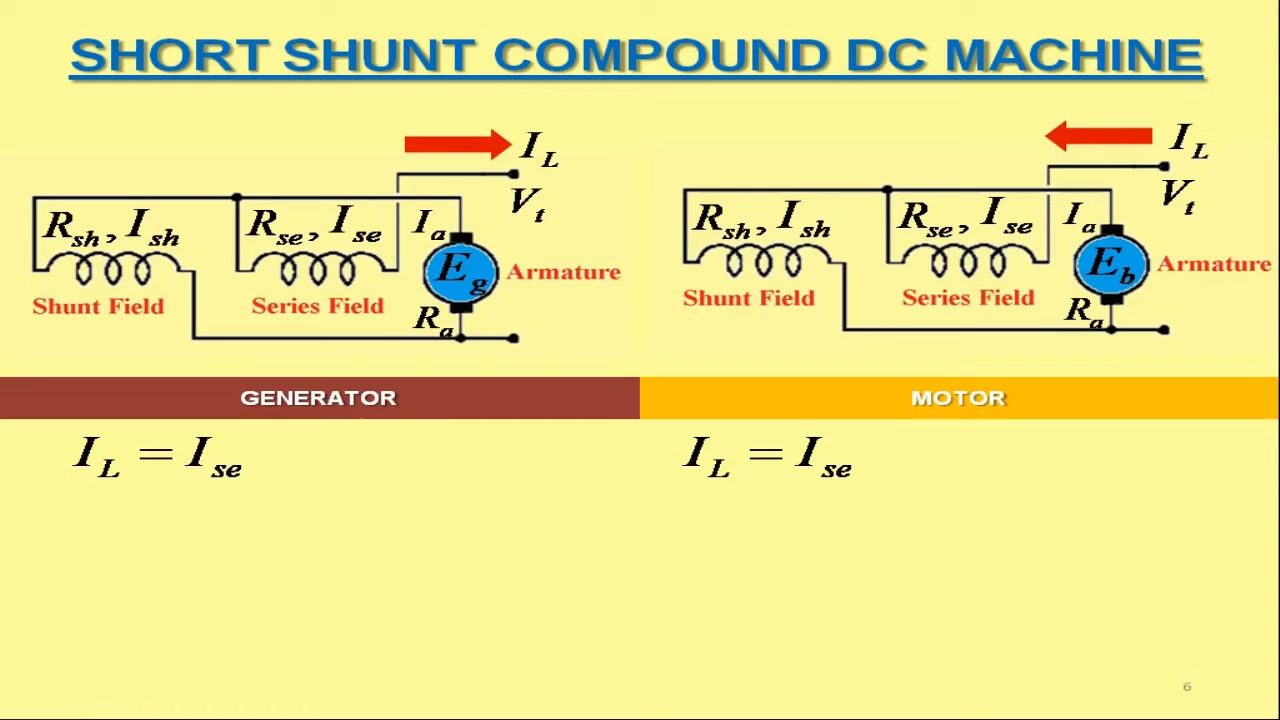 SHORT SHUNT COMPOUND DC MACHINE
I_L
V_t
R_sh, I_sh
R_se, I_se
I_a
E_g
Armature
Shunt Field
Series Field
R_a
I_L
V_t
R_sh, I_sh
R_se, I_se
I_a
E_b
Armature
Shunt Field
Series Field
R_a
GENERATOR
MOTOR
I_L = I_se
I_L = I_se
6